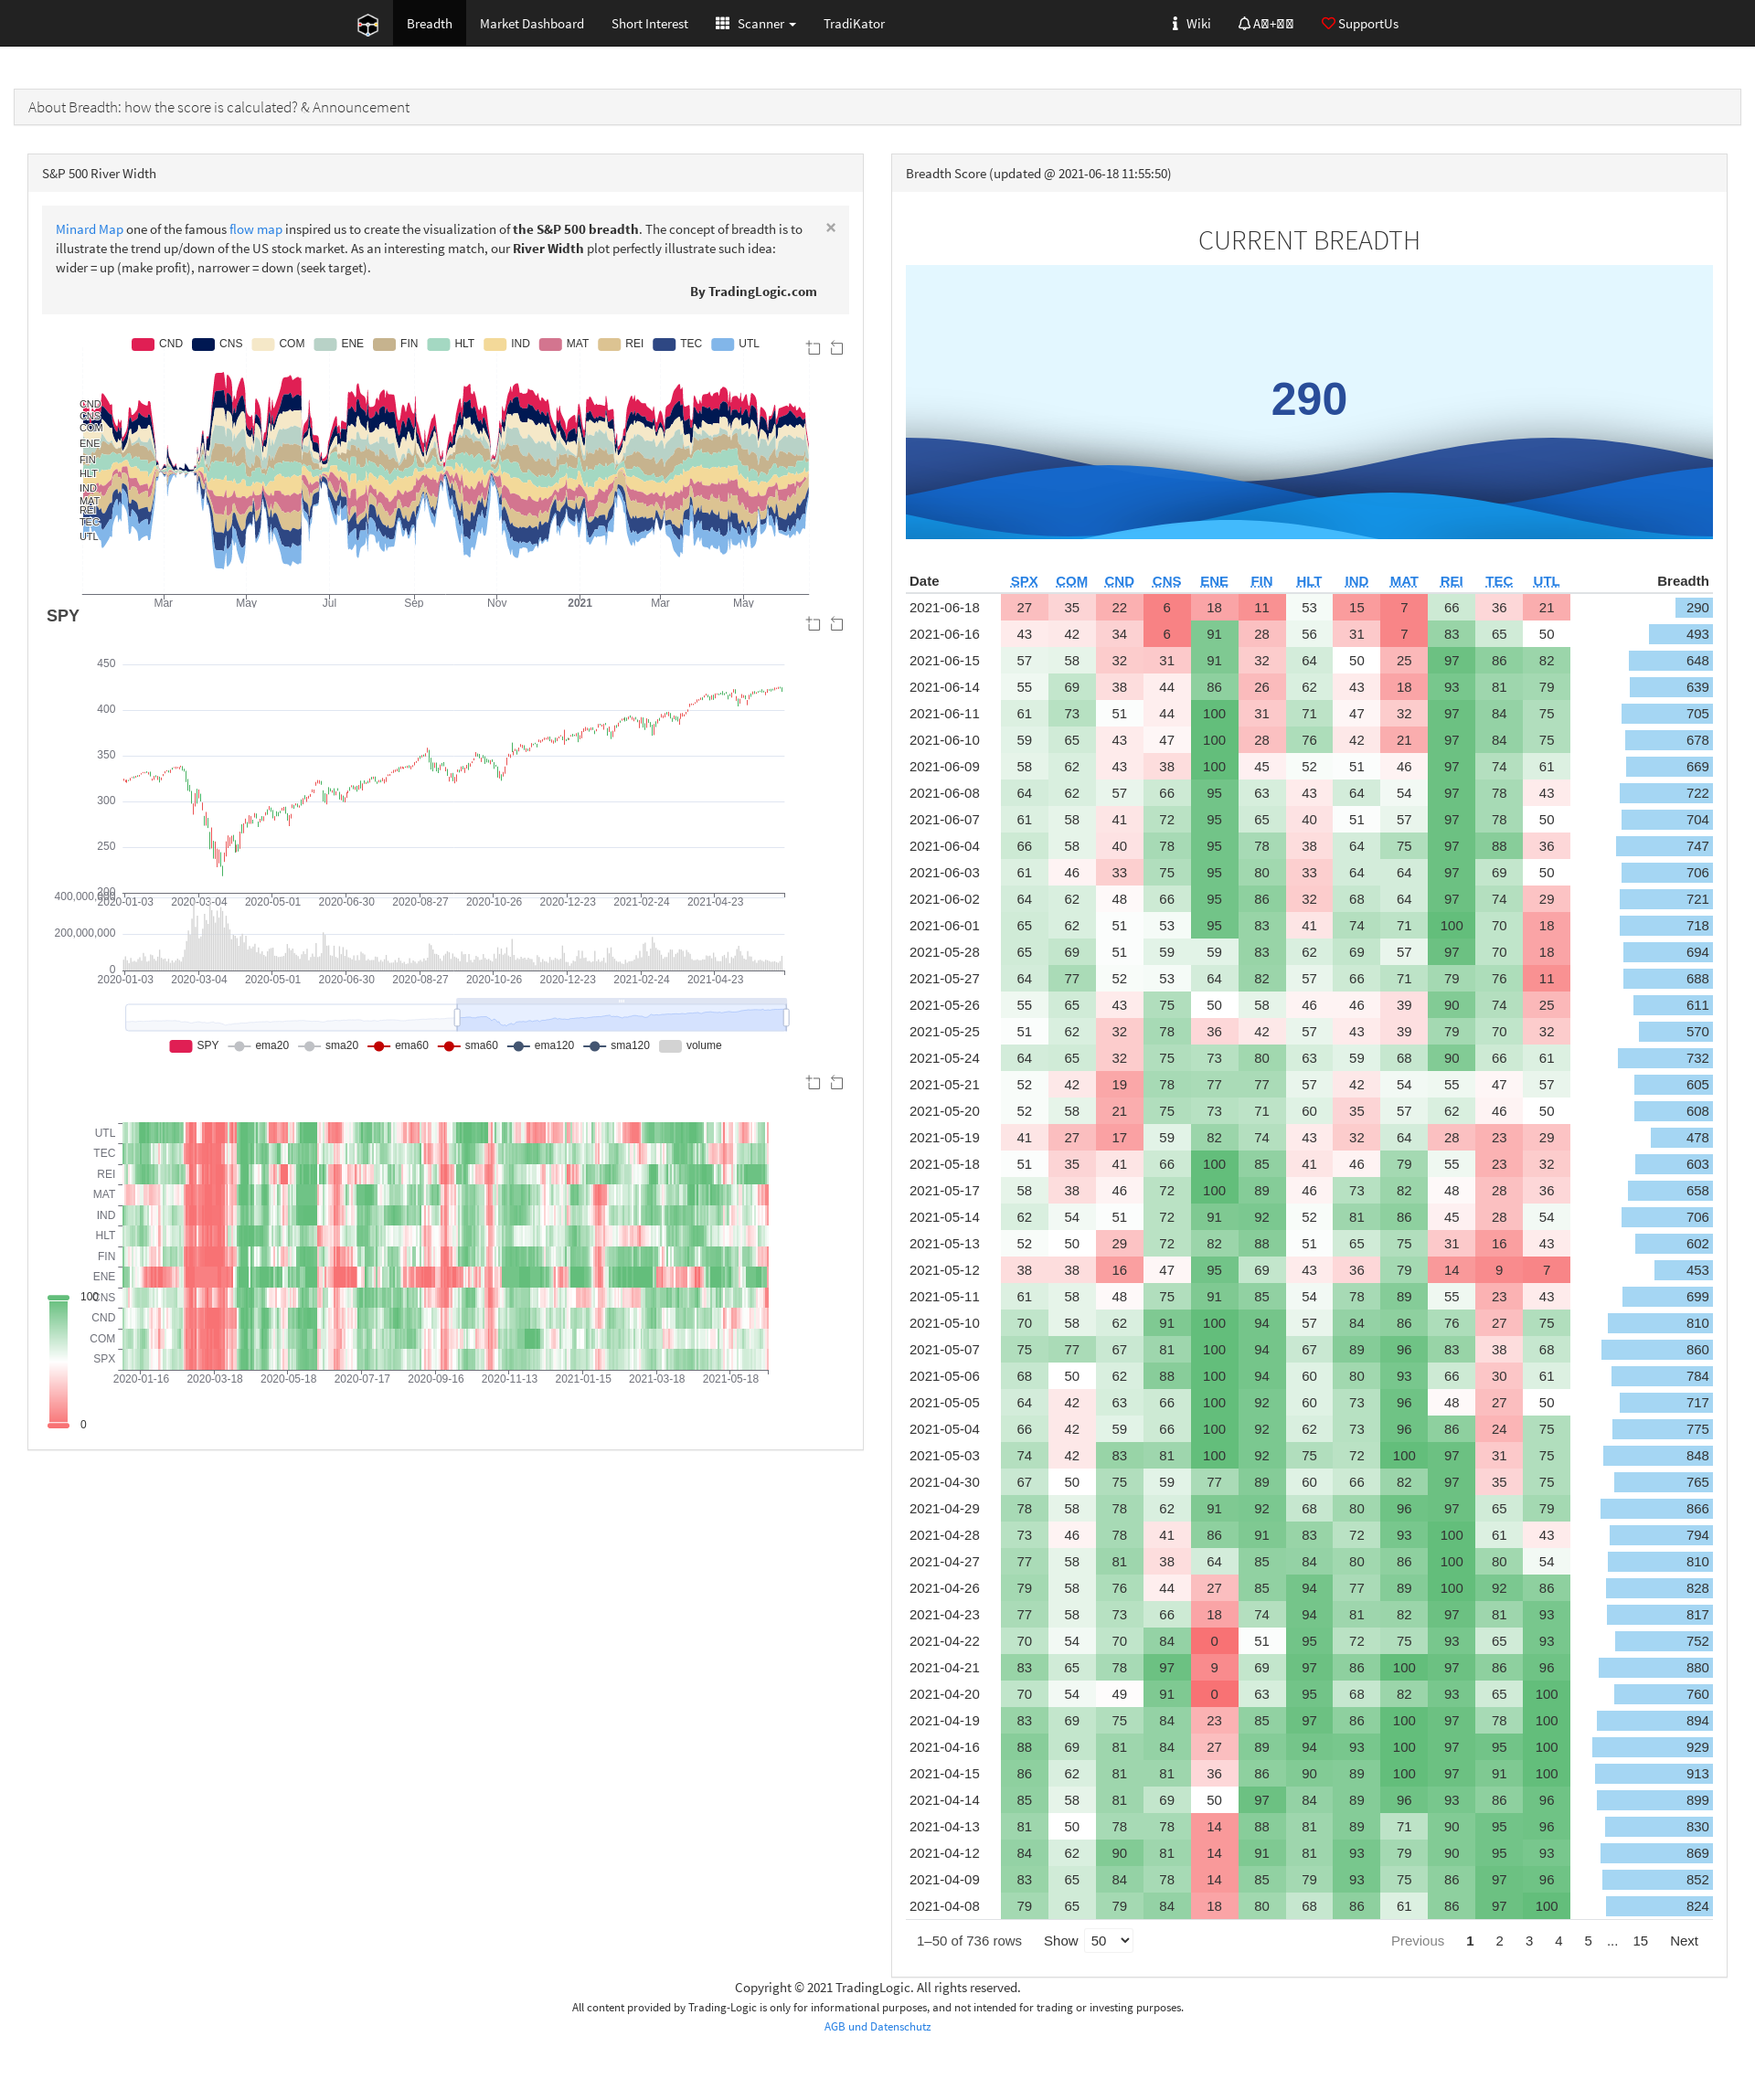 Breadth Market Dashboard Short Interest Scanner TradiKator Wiki SupportUs
About Breadth: how the score is calculated? & Announcement
S&P 500 River Width
Minard Map one of the famous flow map inspired us to create the visualization of the S&P 500 breadth. The concept of breadth is to
illustrate the trend up/down of the US stock market. As an interesting match, our River Width plot perfectly illustrate such idea:
wider = up (make profit), narrower = down (seek target).
×
By TradingLogic.com
CND CNS COM ENE FIN HLT IND MAT REI TEC UTL
CND
CNS
COM
ENE
FIN
HLT
IND
MAT
REI
TEC
UTL
Mar May Jul Sep Nov 2021 Mar May
SPY
450
400
350
300
250
200
2020-01-03 2020-03-04 2020-05-01 2020-06-30 2020-08-27 2020-10-26 2020-12-23 2021-02-24 2021-04-23
400,000,000
200,000,000
0
2020-01-03 2020-03-04 2020-05-01 2020-06-30 2020-08-27 2020-10-26 2020-12-23 2021-02-24 2021-04-23
SPY ema20 sma20 ema60 sma60 ema120 sma120 volume
UTL
TEC
REI
MAT
IND
HLT
FIN
ENE
CNS
CND
COM
SPX
100
0
2020-01-16 2020-03-18 2020-05-18 2020-07-17 2020-09-16 2020-11-13 2021-01-15 2021-03-18 2021-05-18
Breadth Score (updated @ 2021-06-18 11:55:50)
CURRENT BREADTH
290
Date SPX COM CND CNS ENE FIN HLT IND MAT REI TEC UTL Breadth
2021-06-18 27 35 22 6 18 11 53 15 7 66 36 21 290
2021-06-16 43 42 34 6 91 28 56 31 7 83 65 50 493
2021-06-15 57 58 32 31 91 32 64 50 25 97 86 82 648
2021-06-14 55 69 38 44 86 26 62 43 18 93 81 79 639
2021-06-11 61 73 51 44 100 31 71 47 32 97 84 75 705
2021-06-10 59 65 43 47 100 28 76 42 21 97 84 75 678
2021-06-09 58 62 43 38 100 45 52 51 46 97 74 61 669
2021-06-08 64 62 57 66 95 63 43 64 54 97 78 43 722
2021-06-07 61 58 41 72 95 65 40 51 57 97 78 50 704
2021-06-04 66 58 40 78 95 78 38 64 75 97 88 36 747
2021-06-03 61 46 33 75 95 80 33 64 64 97 69 50 706
2021-06-02 64 62 48 66 95 86 32 68 64 97 74 29 721
2021-06-01 65 62 51 53 95 83 41 74 71 100 70 18 718
2021-05-28 65 69 51 59 59 83 62 69 57 97 70 18 694
2021-05-27 64 77 52 53 64 82 57 66 71 79 76 11 688
2021-05-26 55 65 43 75 50 58 46 46 39 90 74 25 611
2021-05-25 51 62 32 78 36 42 57 43 39 79 70 32 570
2021-05-24 64 65 32 75 73 80 63 59 68 90 66 61 732
2021-05-21 52 42 19 78 77 77 57 42 54 55 47 57 605
2021-05-20 52 58 21 75 73 71 60 35 57 62 46 50 608
2021-05-19 41 27 17 59 82 74 43 32 64 28 23 29 478
2021-05-18 51 35 41 66 100 85 41 46 79 55 23 32 603
2021-05-17 58 38 46 72 100 89 46 73 82 48 28 36 658
2021-05-14 62 54 51 72 91 92 52 81 86 45 28 54 706
2021-05-13 52 50 29 72 82 88 51 65 75 31 16 43 602
2021-05-12 38 38 16 47 95 69 43 36 79 14 9 7 453
2021-05-11 61 58 48 75 91 85 54 78 89 55 23 43 699
2021-05-10 70 58 62 91 100 94 57 84 86 76 27 75 810
2021-05-07 75 77 67 81 100 94 67 89 96 83 38 68 860
2021-05-06 68 50 62 88 100 94 60 80 93 66 30 61 784
2021-05-05 64 42 63 66 100 92 60 73 96 48 27 50 717
2021-05-04 66 42 59 66 100 92 62 73 96 86 24 75 775
2021-05-03 74 42 83 81 100 92 75 72 100 97 31 75 848
2021-04-30 67 50 75 59 77 89 60 66 82 97 35 75 765
2021-04-29 78 58 78 62 91 92 68 80 96 97 65 79 866
2021-04-28 73 46 78 41 86 91 83 72 93 100 61 43 794
2021-04-27 77 58 81 38 64 85 84 80 86 100 80 54 810
2021-04-26 79 58 76 44 27 85 94 77 89 100 92 86 828
2021-04-23 77 58 73 66 18 74 94 81 82 97 81 93 817
2021-04-22 70 54 70 84 0 51 95 72 75 93 65 93 752
2021-04-21 83 65 78 97 9 69 97 86 100 97 86 96 880
2021-04-20 70 54 49 91 0 63 95 68 82 93 65 100 760
2021-04-19 83 69 75 84 23 85 97 86 100 97 78 100 894
2021-04-16 88 69 81 84 27 89 94 93 100 97 95 100 929
2021-04-15 86 62 81 81 36 86 90 89 100 97 91 100 913
2021-04-14 85 58 81 69 50 97 84 89 96 93 86 96 899
2021-04-13 81 50 78 78 14 88 81 89 71 90 95 96 830
2021-04-12 84 62 90 81 14 91 81 93 79 90 95 93 869
2021-04-09 83 65 84 78 14 85 79 93 75 86 97 96 852
2021-04-08 79 65 79 84 18 80 68 86 61 86 97 100 824
1–50 of 736 rows Show 50 Previous 1 2 3 4 5 ... 15 Next
Copyright © 2021 TradingLogic. All rights reserved.
All content provided by Trading-Logic is only for informational purposes, and not intended for trading or investing purposes.
AGB und Datenschutz